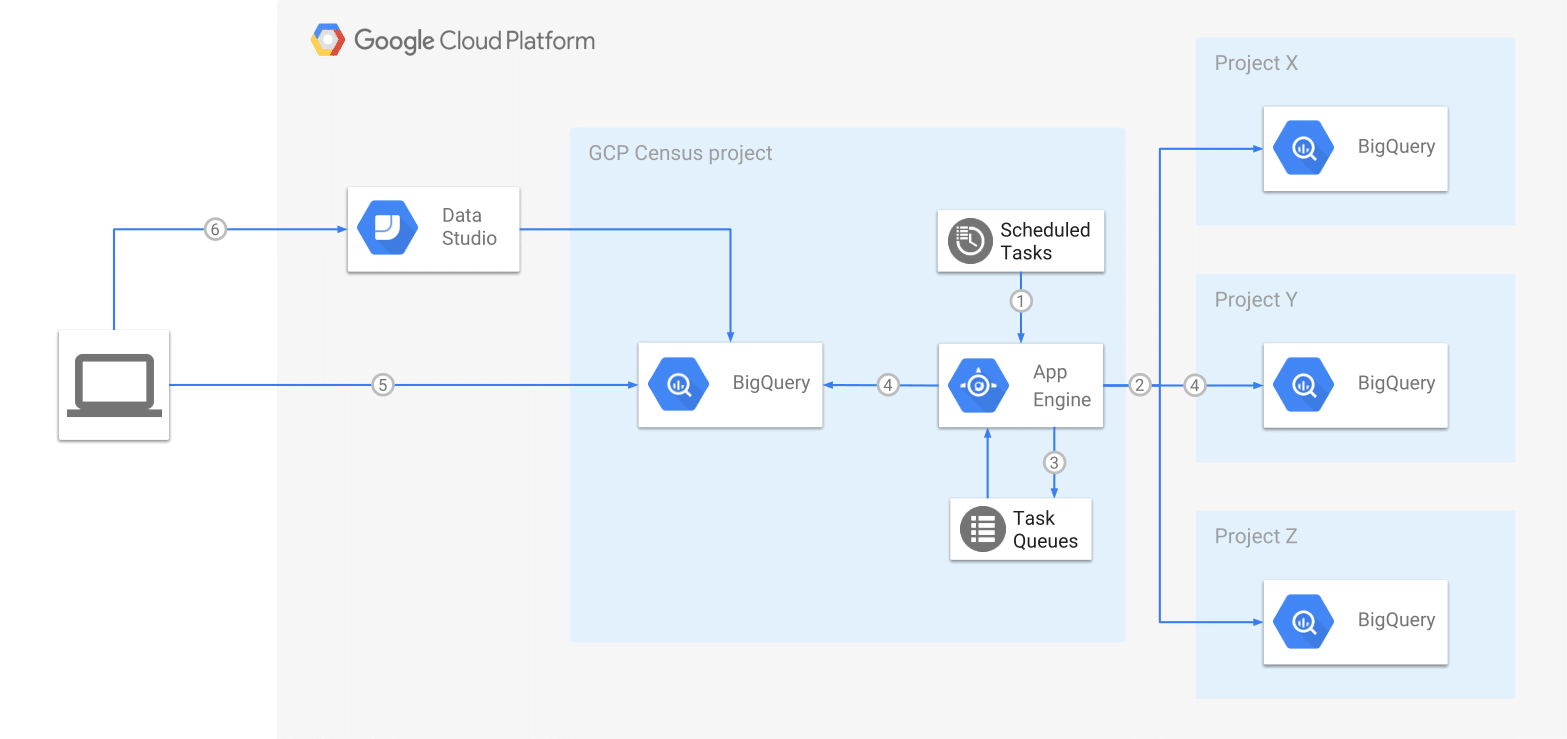 Google Cloud Platform
Project X
BigQuery
GCP Census project
Data
Studio
6
Scheduled
Tasks
1
Project Y
BigQuery
5
BigQuery
4
App
Engine
2
4
3
Task
Queues
Project Z
BigQuery